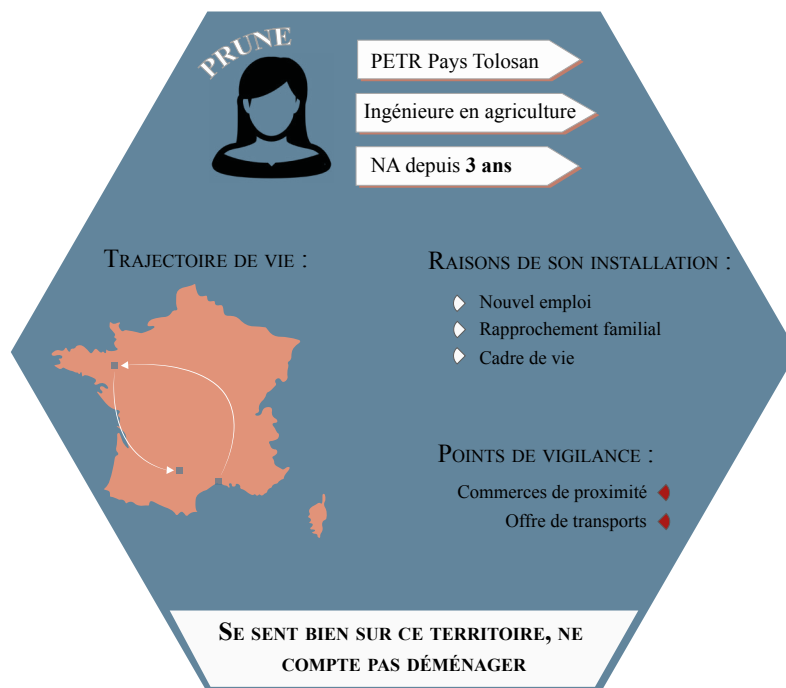 PRUNE
PETR Pays Tolosan
Ingénieure en agriculture
NA depuis 3 ans
TRAJECTOIRE DE VIE :
RAISONS DE SON INSTALLATION :
Nouvel emploi
Rapprochement familial
Cadre de vie
POINTS DE VIGILANCE :
Commerces de proximité
Offre de transports
SE SENT BIEN SUR CE TERRITOIRE, NE
COMPTE PAS DÉMÉNAGER